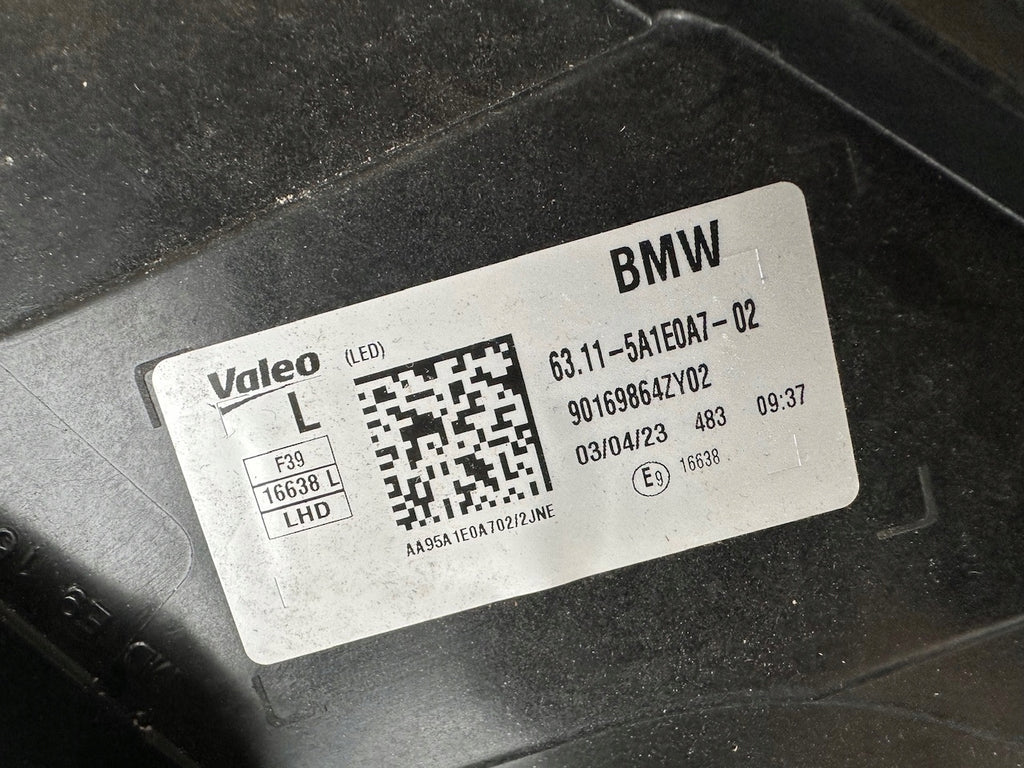 BMW
Valeo (LED)
L
F39
16638 L
LHD
AA95A1E0A702/2JNE
63.11-5A1E0A7-02
90169864ZY02
03/04/23 483 09:37
E9 16638